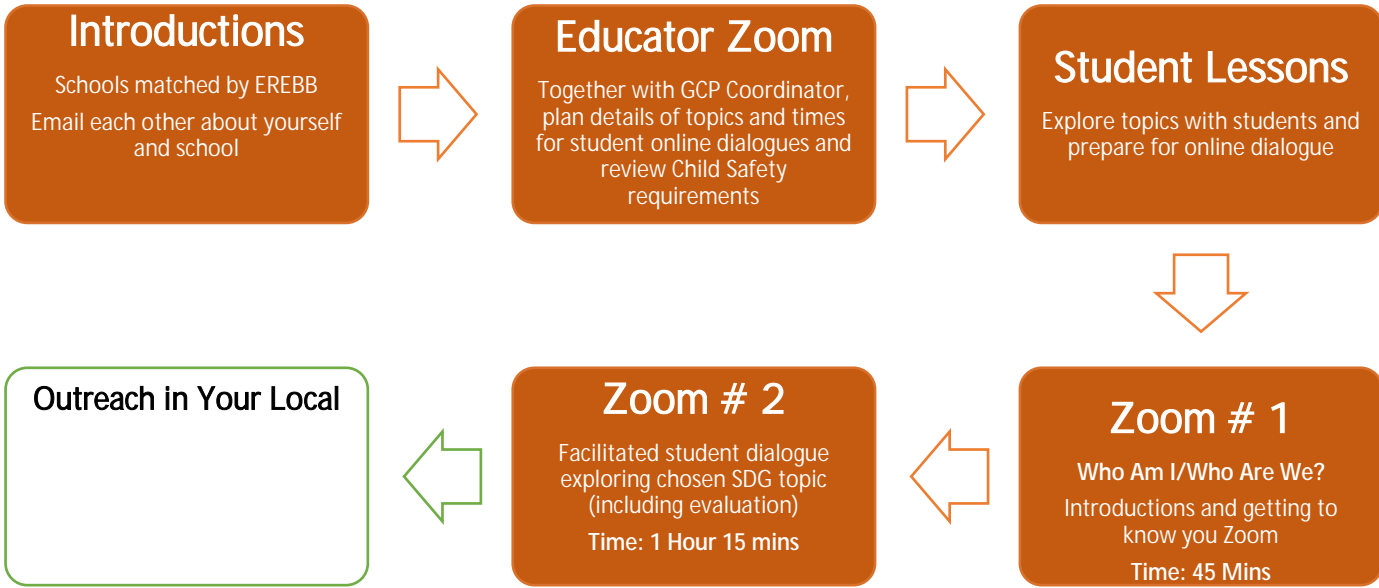 Introductions
Schools matched by EREBB
Email each other about yourself
and school
Educator Zoom
Together with GCP Coordinator,
plan details of topics and times
for student online dialogues and
review Child Safety
requirements
Student Lessons
Explore topics with students and
prepare for online dialogue
Zoom # 1
Who Am I/Who Are We?
Introductions and getting to
know you Zoom
Time: 45 Mins
Zoom # 2
Facilitated student dialogue
exploring chosen SDG topic
(including evaluation)
Time: 1 Hour 15 mins
Outreach in Your Local